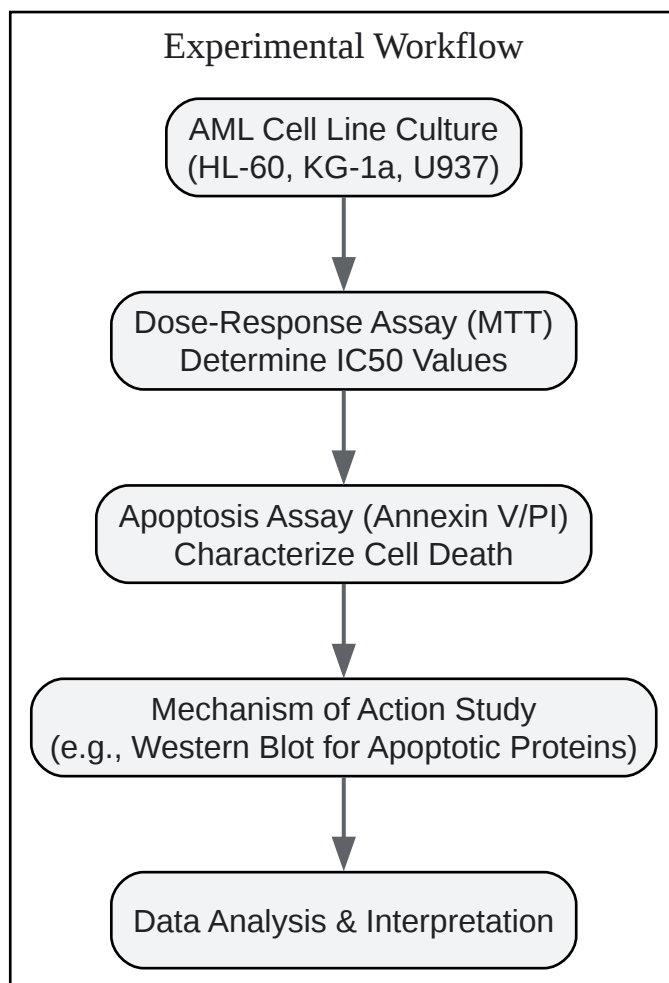 Experimental Workflow
AML Cell Line Culture
(HL-60, KG-1a, U937)
Dose-Response Assay (MTT)
Determine IC50 Values
Apoptosis Assay (Annexin V/PI)
Characterize Cell Death
Mechanism of Action Study
(e.g., Western Blot for Apoptotic Proteins)
Data Analysis & Interpretation